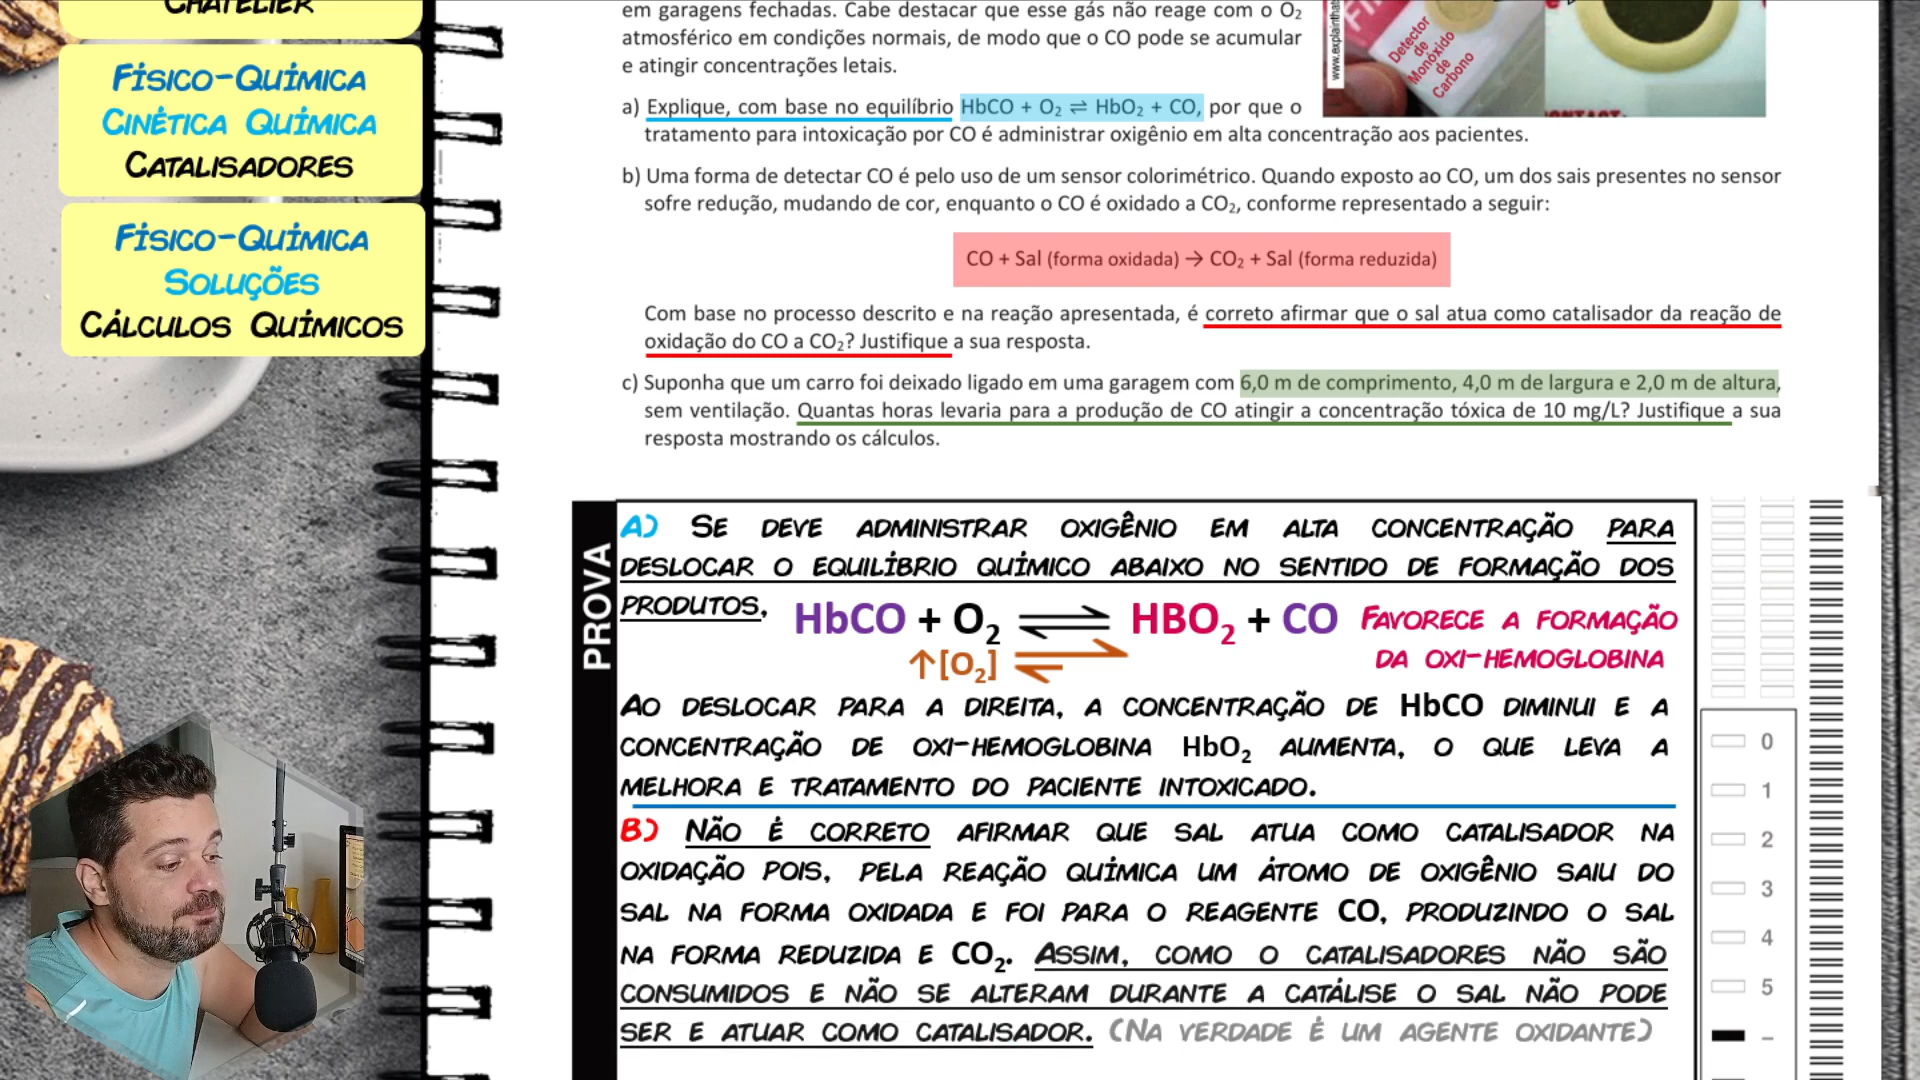 CHATELIER
FÍSICO-QUÍMICA
CINÉTICA QUÍMICA
CATALISADORES
FÍSICO-QUÍMICA
SOLUÇÕES
CÁLCULOS QUÍMICOS
em garagens fechadas. Cabe destacar que esse gás não reage com o O₂
atmosférico em condições normais, de modo que o CO pode se acumular
e atingir concentrações letais.
Detector
de
Monóxido
de
Carbono
a) Explique, com base no equilíbrio HbCO + O₂ ⇌ HbO₂ + CO, por que o
tratamento para intoxicação por CO é administrar oxigênio em alta concentração aos pacientes.
b) Uma forma de detectar CO é pelo uso de um sensor colorimétrico. Quando exposto ao CO, um dos sais presentes no sensor
sofre redução, mudando de cor, enquanto o CO é oxidado a CO₂, conforme representado a seguir:
CO + Sal (forma oxidada) → CO₂ + Sal (forma reduzida)
Com base no processo descrito e na reação apresentada, é correto afirmar que o sal atua como catalisador da reação de
oxidação do CO a CO₂? Justifique a sua resposta.
c) Suponha que um carro foi deixado ligado em uma garagem com 6,0 m de comprimento, 4,0 m de largura e 2,0 m de altura,
sem ventilação. Quantas horas levaria para a produção de CO atingir a concentração tóxica de 10 mg/L? Justifique a sua
resposta mostrando os cálculos.
PROVA
A) SE DEVE ADMINISTRAR OXIGÊNIO EM ALTA CONCENTRAÇÃO PARA
DESLOCAR O EQUILÍBRIO QUÍMICO ABAIXO NO SENTIDO DE FORMAÇÃO DOS
PRODUTOS, HbCO + O₂ ⇌ HBO₂ + CO FAVORECE A FORMAÇÃO
↑[O₂] ⇌ DA OXI-HEMOGLOBINA
AO DESLOCAR PARA A DIREITA, A CONCENTRAÇÃO DE HbCO DIMINUI E A
CONCENTRAÇÃO DE OXI-HEMOGLOBINA HbO₂ AUMENTA, O QUE LEVA A
MELHORA E TRATAMENTO DO PACIENTE INTOXICADO.
B) NÃO É CORRETO AFIRMAR QUE SAL ATUA COMO CATALISADOR NA
OXIDAÇÃO POIS, PELA REAÇÃO QUÍMICA UM ÁTOMO DE OXIGÊNIO SAIU DO
SAL NA FORMA OXIDADA E FOI PARA O REAGENTE CO, PRODUZINDO O SAL
NA FORMA REDUZIDA E CO₂. ASSIM, COMO O CATALISADORES NÃO SÃO
CONSUMIDOS E NÃO SE ALTERAM DURANTE A CATÁLISE O SAL NÃO PODE
SER E ATUAR COMO CATALISADOR. (NA VERDADE É UM AGENTE OXIDANTE)
0
1
2
3
4
5
–